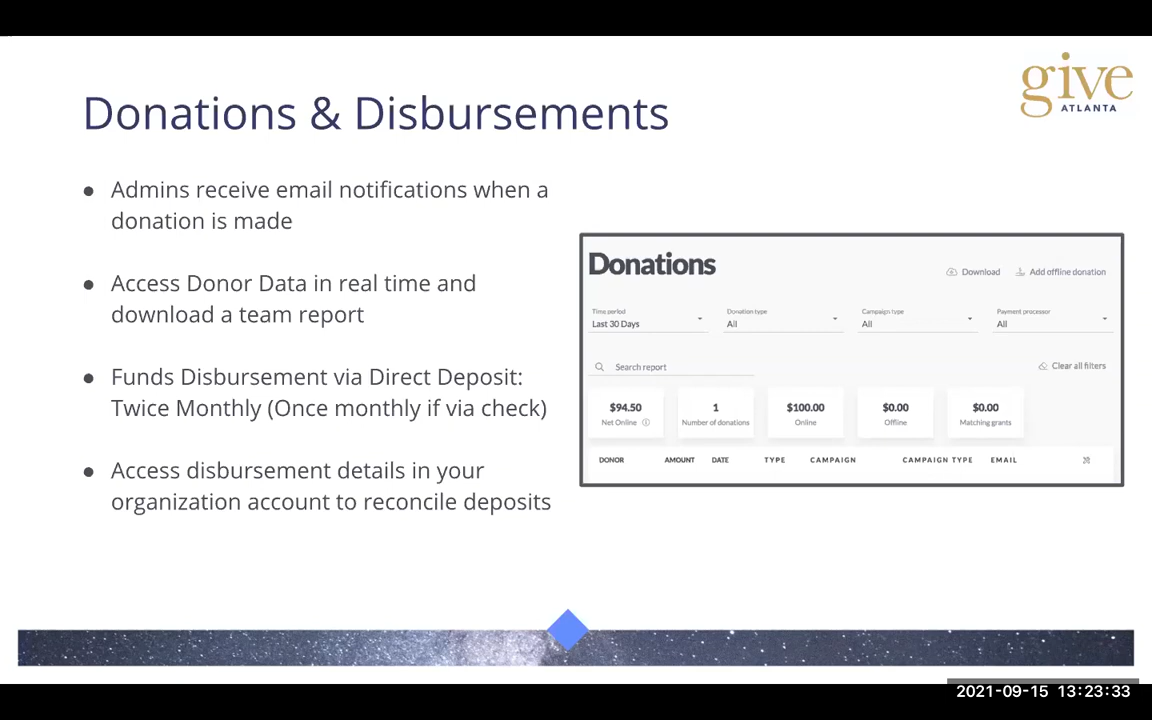 give
ATLANTA
Donations & Disbursements
● Admins receive email notifications when a
donation is made
● Access Donor Data in real time and
download a team report
● Funds Disbursement via Direct Deposit:
Twice Monthly (Once monthly if via check)
● Access disbursement details in your
organization account to reconcile deposits
Donations
Download Add offline donation
Time period Donation type Campaign type Payment processor
Last 30 Days All All All
Search report Clear all filters
$94.50 1 $100.00 $0.00 $0.00
Net Online Number of donations Online Offline Matching grants
DONOR AMOUNT DATE TYPE CAMPAIGN CAMPAIGN TYPE EMAIL
2021-09-15 13:23:33